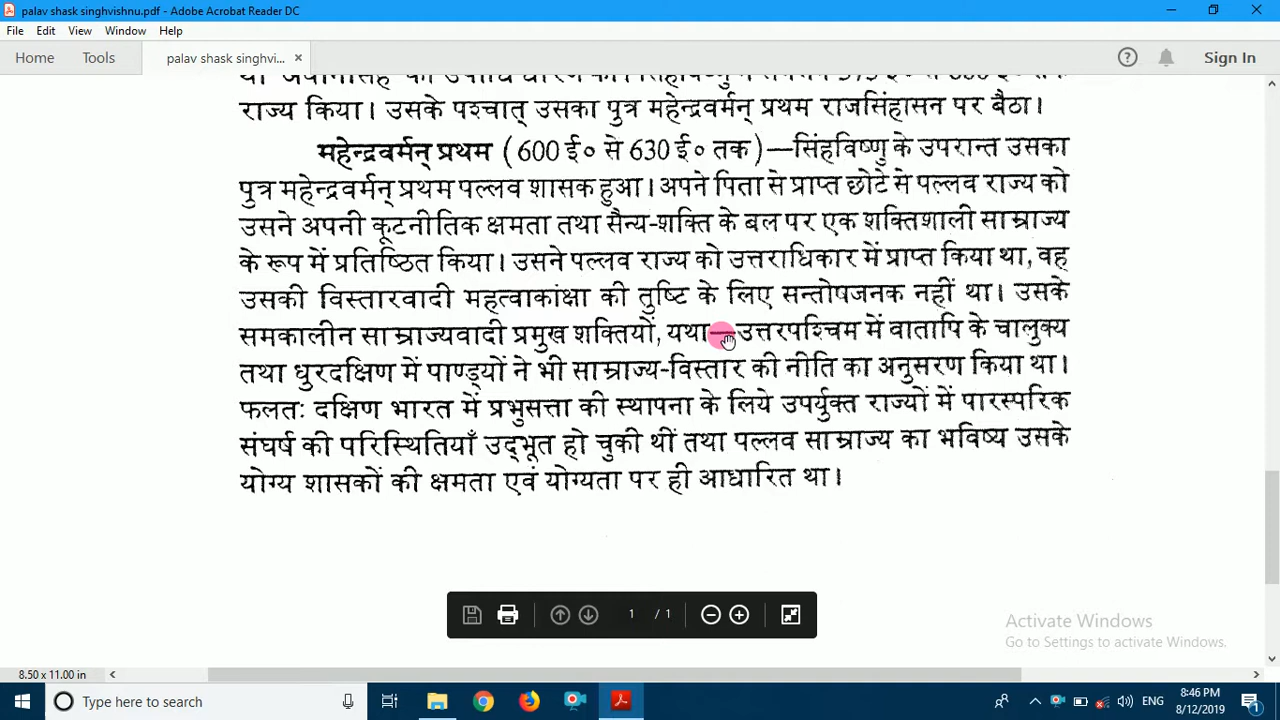 palav shask singhvishnu.pdf - Adobe Acrobat Reader DC
File Edit View Window Help
Home Tools palav shask singhvi... × Sign In
राज्य किया। उसके पश्चात् उसका पुत्र महेन्द्रवर्मन् प्रथम राजसिंहासन पर बैठा।
महेन्द्रवर्मन् प्रथम (600 ई० से 630 ई० तक)—सिंहविष्णु के उपरान्त उसका
पुत्र महेन्द्रवर्मन् प्रथम पल्लव शासक हुआ। अपने पिता से प्राप्त छोटे से पल्लव राज्य को
उसने अपनी कूटनीतिक क्षमता तथा सैन्य-शक्ति के बल पर एक शक्तिशाली साम्राज्य
के रूप में प्रतिष्ठित किया। उसने पल्लव राज्य को उत्तराधिकार में प्राप्त किया था, वह
उसकी विस्तारवादी महत्वाकांक्षा की तुष्टि के लिए सन्तोषजनक नहीं था। उसके
समकालीन साम्राज्यवादी प्रमुख शक्तियों, यथा—उत्तरपश्चिम में वातापि के चालुक्य
तथा धुरदक्षिण में पाण्ड्यों ने भी साम्राज्य-विस्तार की नीति का अनुसरण किया था।
फलतः दक्षिण भारत में प्रभुसत्ता की स्थापना के लिये उपर्युक्त राज्यों में पारस्परिक
संघर्ष की परिस्थितियाँ उद्भूत हो चुकी थीं तथा पल्लव साम्राज्य का भविष्य उसके
योग्य शासकों की क्षमता एवं योग्यता पर ही आधारित था।
1 / 1
Activate Windows
Go to Settings to activate Windows.
8.50 x 11.00 in
Type here to search
ENG
8:46 PM
8/12/2019